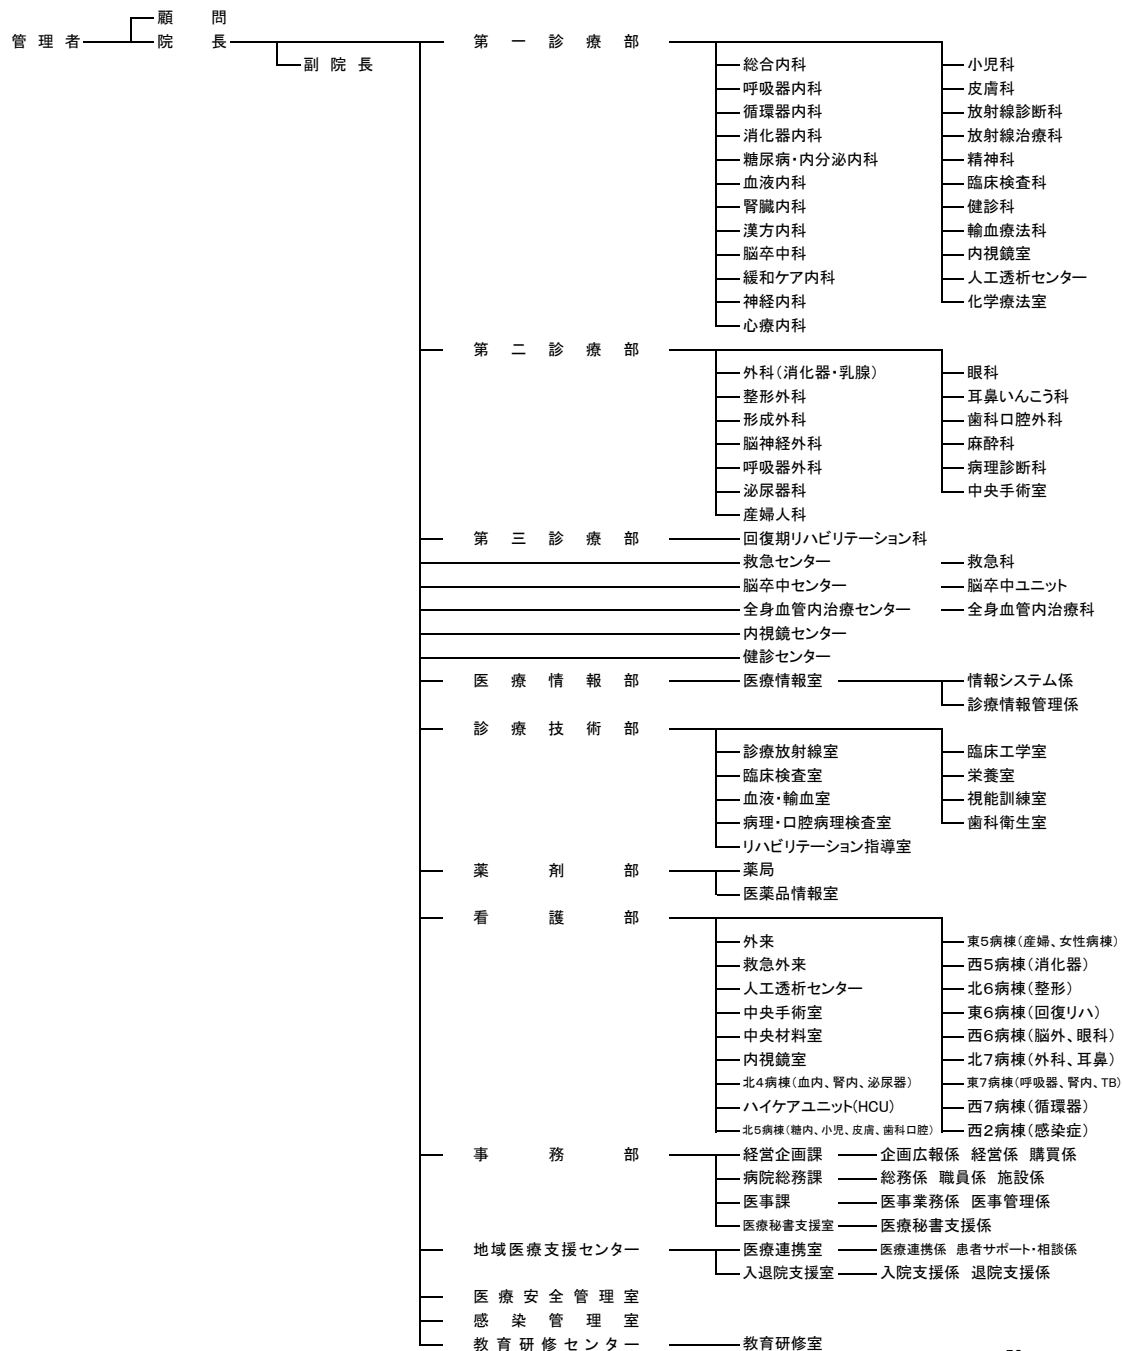 顧問
管理者 院長 第一診療部
副院長
総合内科 小児科
呼吸器内科 皮膚科
循環器内科 放射線診断科
消化器内科 放射線治療科
糖尿病・内分泌内科 精神科
血液内科 臨床検査科
腎臓内科 健診科
漢方内科 輸血療法科
脳卒中科 内視鏡室
緩和ケア内科 人工透析センター
神経内科 化学療法室
心療内科
第二診療部
外科(消化器・乳腺) 眼科
整形外科 耳鼻いんこう科
形成外科 歯科口腔外科
脳神経外科 麻酔科
呼吸器外科 病理診断科
泌尿器科 中央手術室
産婦人科
第三診療部 回復期リハビリテーション科
救急センター 救急科
脳卒中センター 脳卒中ユニット
全身血管内治療センター 全身血管内治療科
内視鏡センター
健診センター
医療情報部 医療情報室 情報システム係
診療情報管理係
診療技術部
診療放射線室 臨床工学室
臨床検査室 栄養室
血液・輸血室 視能訓練室
病理・口腔病理検査室 歯科衛生室
リハビリテーション指導室
薬剤部 薬局
医薬品情報室
看護部
外来 東5病棟(産婦、女性病棟)
救急外来 西5病棟(消化器)
人工透析センター 北6病棟(整形)
中央手術室 東6病棟(回復リハ)
中央材料室 西6病棟(脳外、眼科)
内視鏡室 北7病棟(外科、耳鼻)
北4病棟(血内、腎内、泌尿器) 東7病棟(呼吸器、腎内、TB)
ハイケアユニット(HCU) 西7病棟(循環器)
北5病棟(糖内、小児、皮膚、歯科口腔) 西2病棟(感染症)
事務部 経営企画課 企画広報係 経営係 購買係
病院総務課 総務係 職員係 施設係
医事課 医事業務係 医事管理係
医療秘書支援室 医療秘書支援係
地域医療支援センター 医療連携室 医療連携係 患者サポート・相談係
入退院支援室 入院支援係 退院支援係
医療安全管理室
感染管理室
教育研修センター 教育研修室